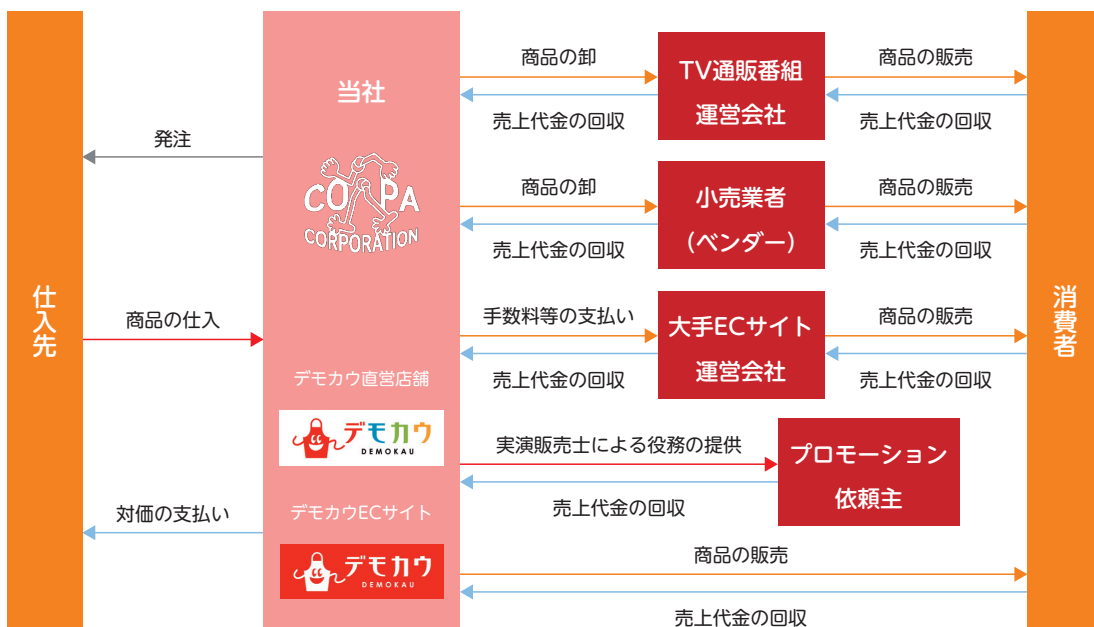 仕入先
発注
商品の仕入
対価の支払い
当社
COPA
CORPORATION
デモカウ直営店舗
デモカウ
DEMOKAU
デモカウECサイト
デモカウ
DEMOKAU
商品の卸
売上代金の回収
TV通販番組
運営会社
商品の販売
売上代金の回収
商品の卸
売上代金の回収
小売業者
(ベンダー)
商品の販売
売上代金の回収
手数料等の支払い
売上代金の回収
大手ECサイト
運営会社
商品の販売
売上代金の回収
実演販売士による役務の提供
売上代金の回収
プロモーション
依頼主
商品の販売
売上代金の回収
消費者